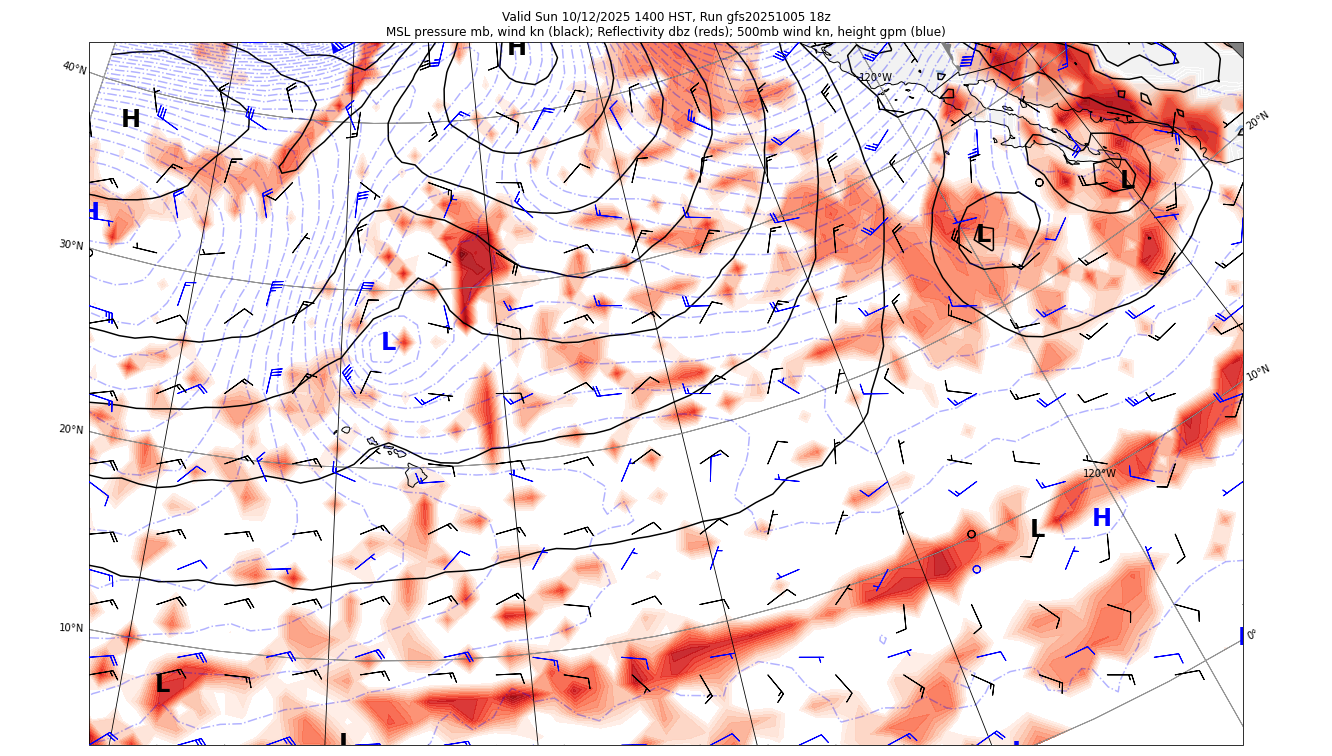 Valid Sun 10/12/2025 1400 HST, Run gfs20251005 18z
MSL pressure mb, wind kn (black); Reflectivity dbz (reds); 500mb wind kn, height gpm (blue)
H
40°N
120°W
H
20°N
L
H
L
30°N
L
10°N
20°N
120°W
H
L
10°N
0°
L
L